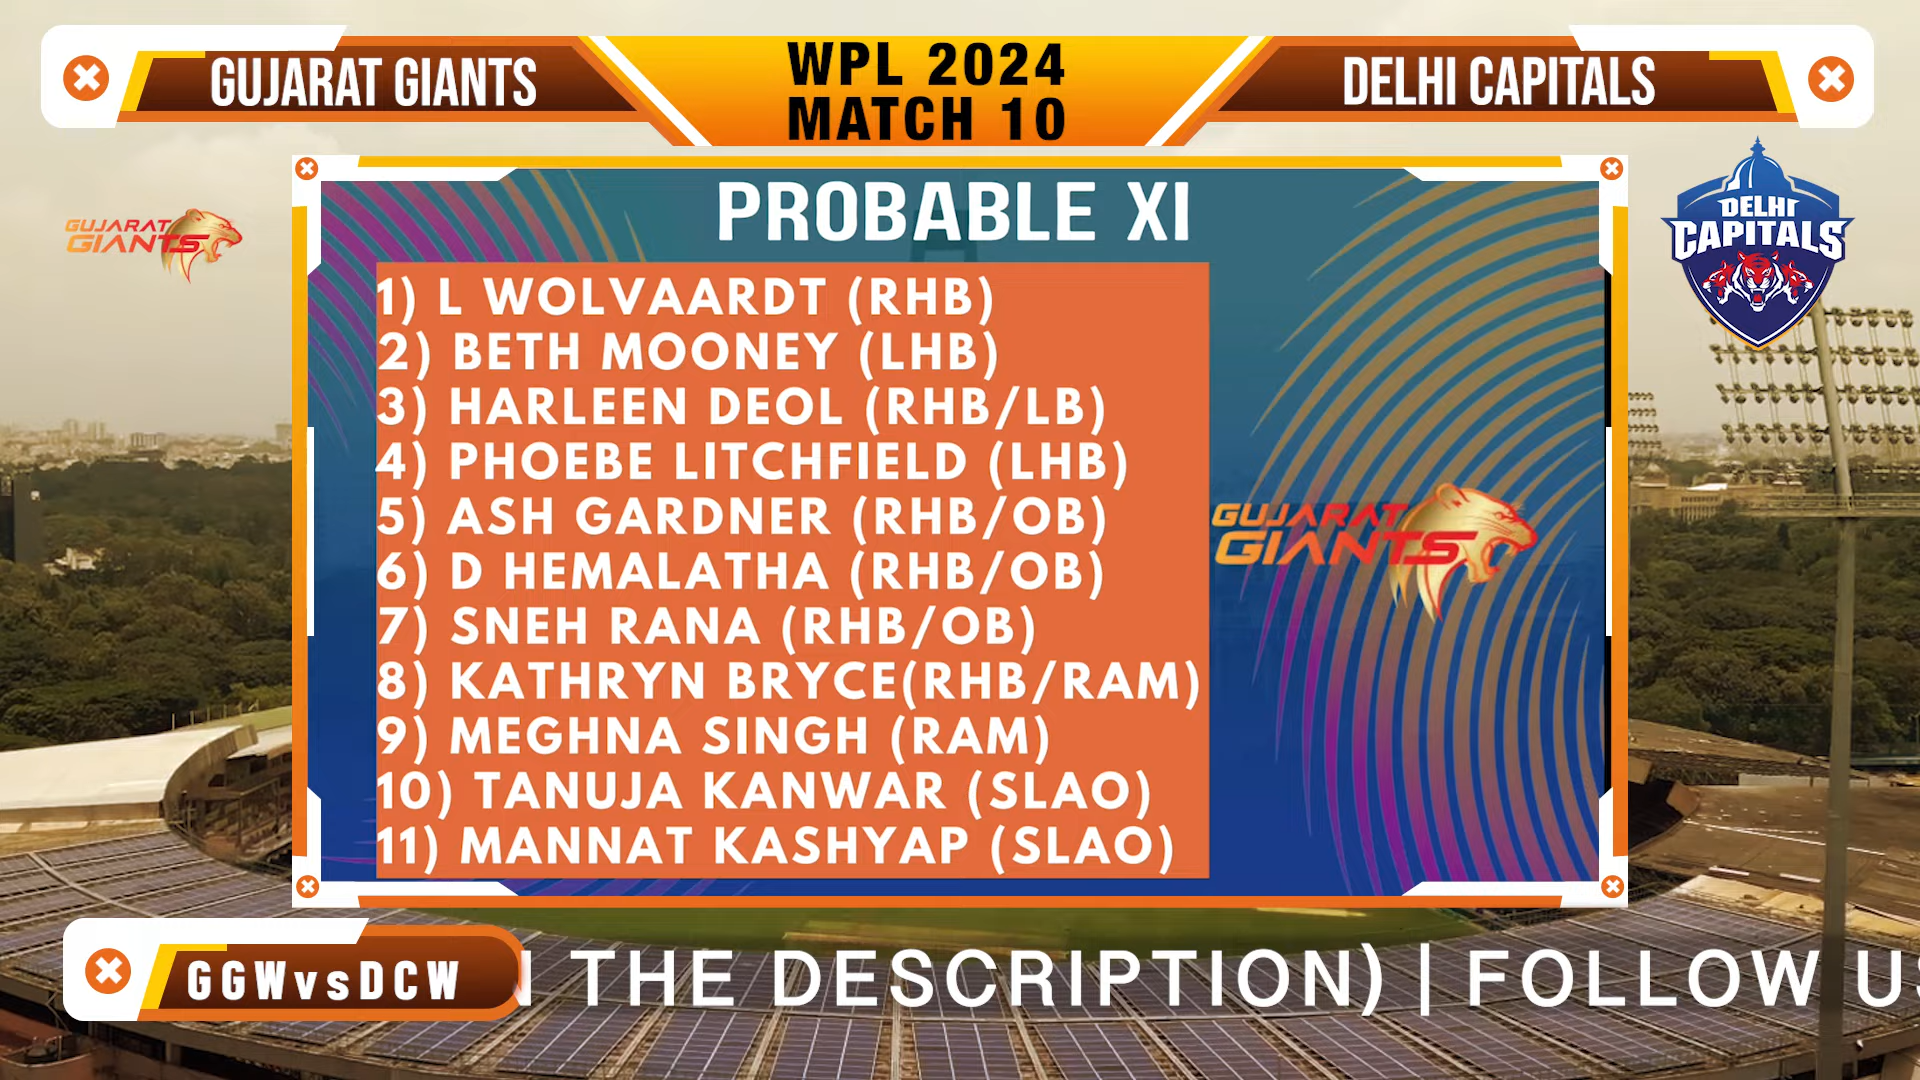 GUJARAT GIANTS
WPL 2024
MATCH 10
DELHI CAPITALS
GUJARAT
GIANTS
DELHI
CAPITALS
PROBABLE XI
1) L WOLVAARDT (RHB)
2) BETH MOONEY (LHB)
3) HARLEEN DEOL (RHB/LB)
4) PHOEBE LITCHFIELD (LHB)
5) ASH GARDNER (RHB/OB)
6) D HEMALATHA (RHB/OB)
7) SNEH RANA (RHB/OB)
8) KATHRYN BRYCE(RHB/RAM)
9) MEGHNA SINGH (RAM)
10) TANUJA KANWAR (SLAO)
11) MANNAT KASHYAP (SLAO)
GUJARAT
GIANTS
GGWvsDCW
THE DESCRIPTION) | FOLLOW US